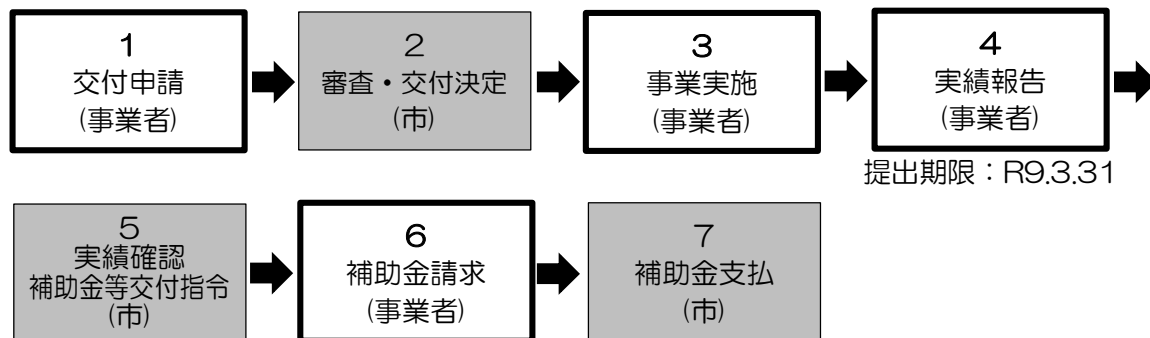 1
交付申請
(事業者)
2
審査・交付決定
(市)
3
事業実施
(事業者)
4
実績報告
(事業者)
提出期限：R9.3.31
5
実績確認
補助金等交付指令
(市)
6
補助金請求
(事業者)
7
補助金支払
(市)